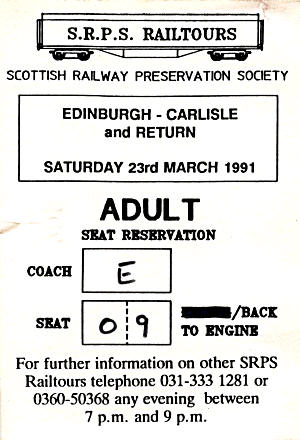 S.R.P.S. RAILTOURS
SCOTTISH RAILWAY PRESERVATION SOCIETY
EDINBURGH - CARLISLE
and RETURN
SATURDAY 23rd MARCH 1991
ADULT
SEAT RESERVATION
COACH E
SEAT 09 /BACK
TO ENGINE
For further information on other SRPS
Railtours telephone 031-333 1281 or
0360-50368 any evening between
7 p.m. and 9 p.m.